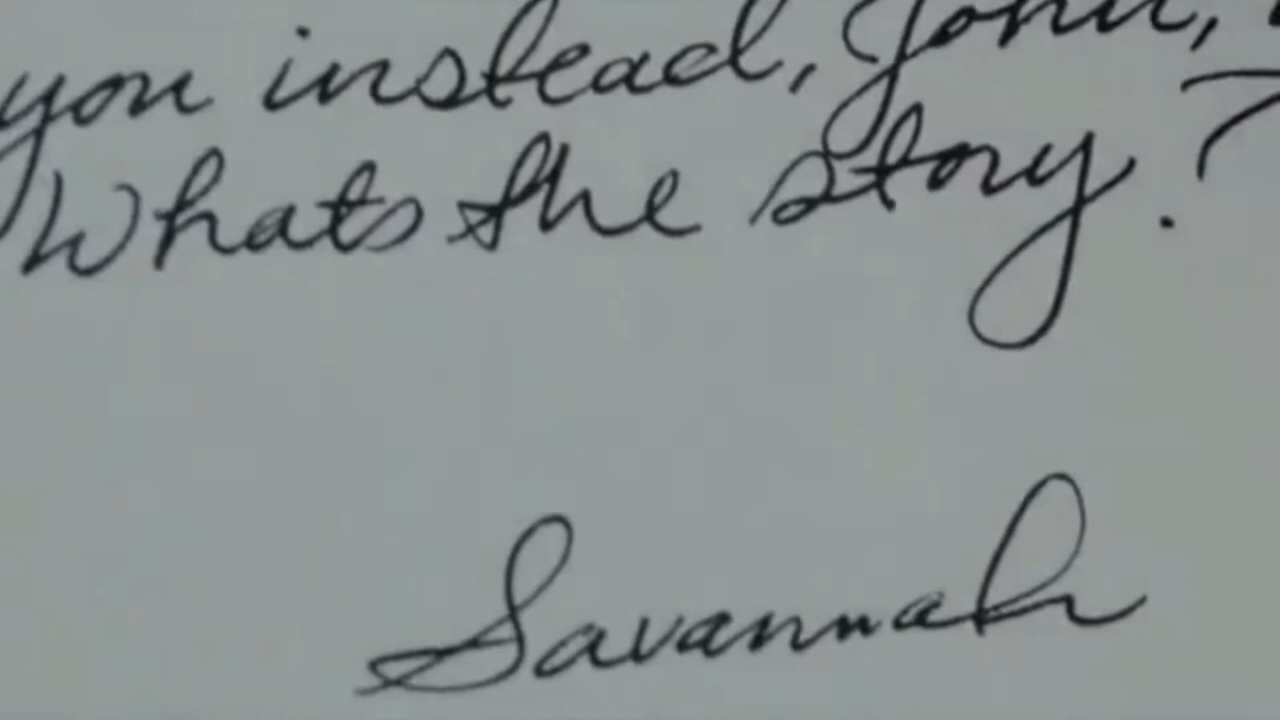 you instead, John,
Whats the story?
Savannah